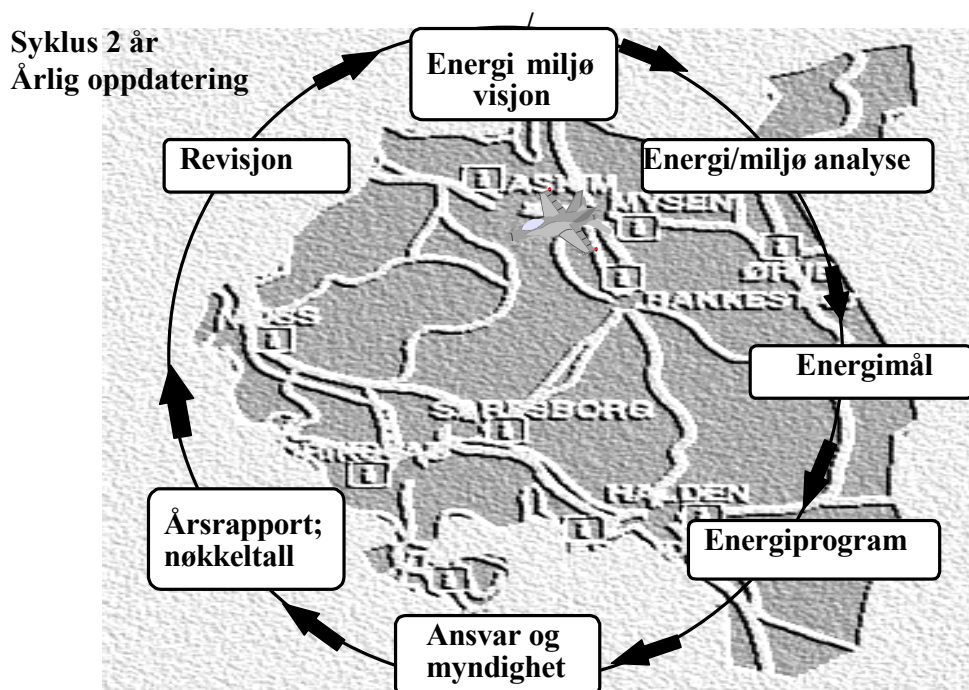 Syklus 2 år
Årlig oppdatering
Energi miljø
visjon
Revisjon
Energi/miljø analyse
MYSEN
MOSS
Energimål
SARPSBORG
HALDEN
Årsrapport;
nøkkeltall
Energiprogram
Ansvar og
myndighet